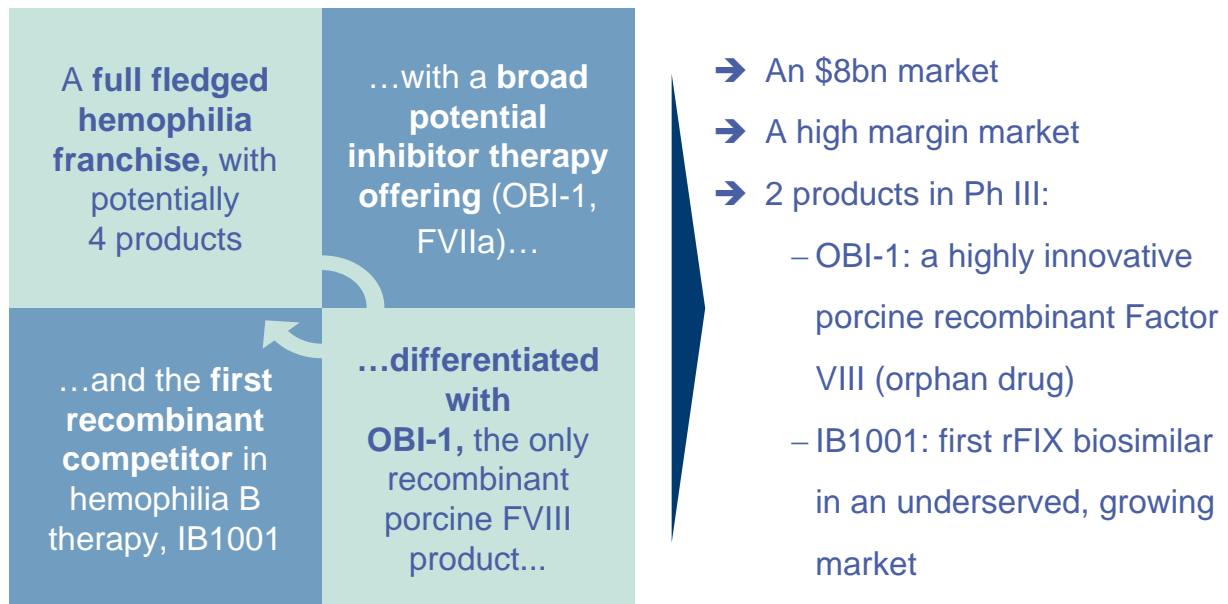 A full fledged
hemophilia
franchise, with
potentially
4 products
…with a broad
potential
inhibitor therapy
offering (OBI-1,
FVIIa)…
…differentiated
with
OBI-1, the only
recombinant
porcine FVIII
product...
…and the first
recombinant
competitor in
hemophilia B
therapy, IB1001
➔ An $8bn market
➔ A high margin market
➔ 2 products in Ph III:
– OBI-1: a highly innovative
porcine recombinant Factor
VIII (orphan drug)
– IB1001: first rFIX biosimilar
in an underserved, growing
market